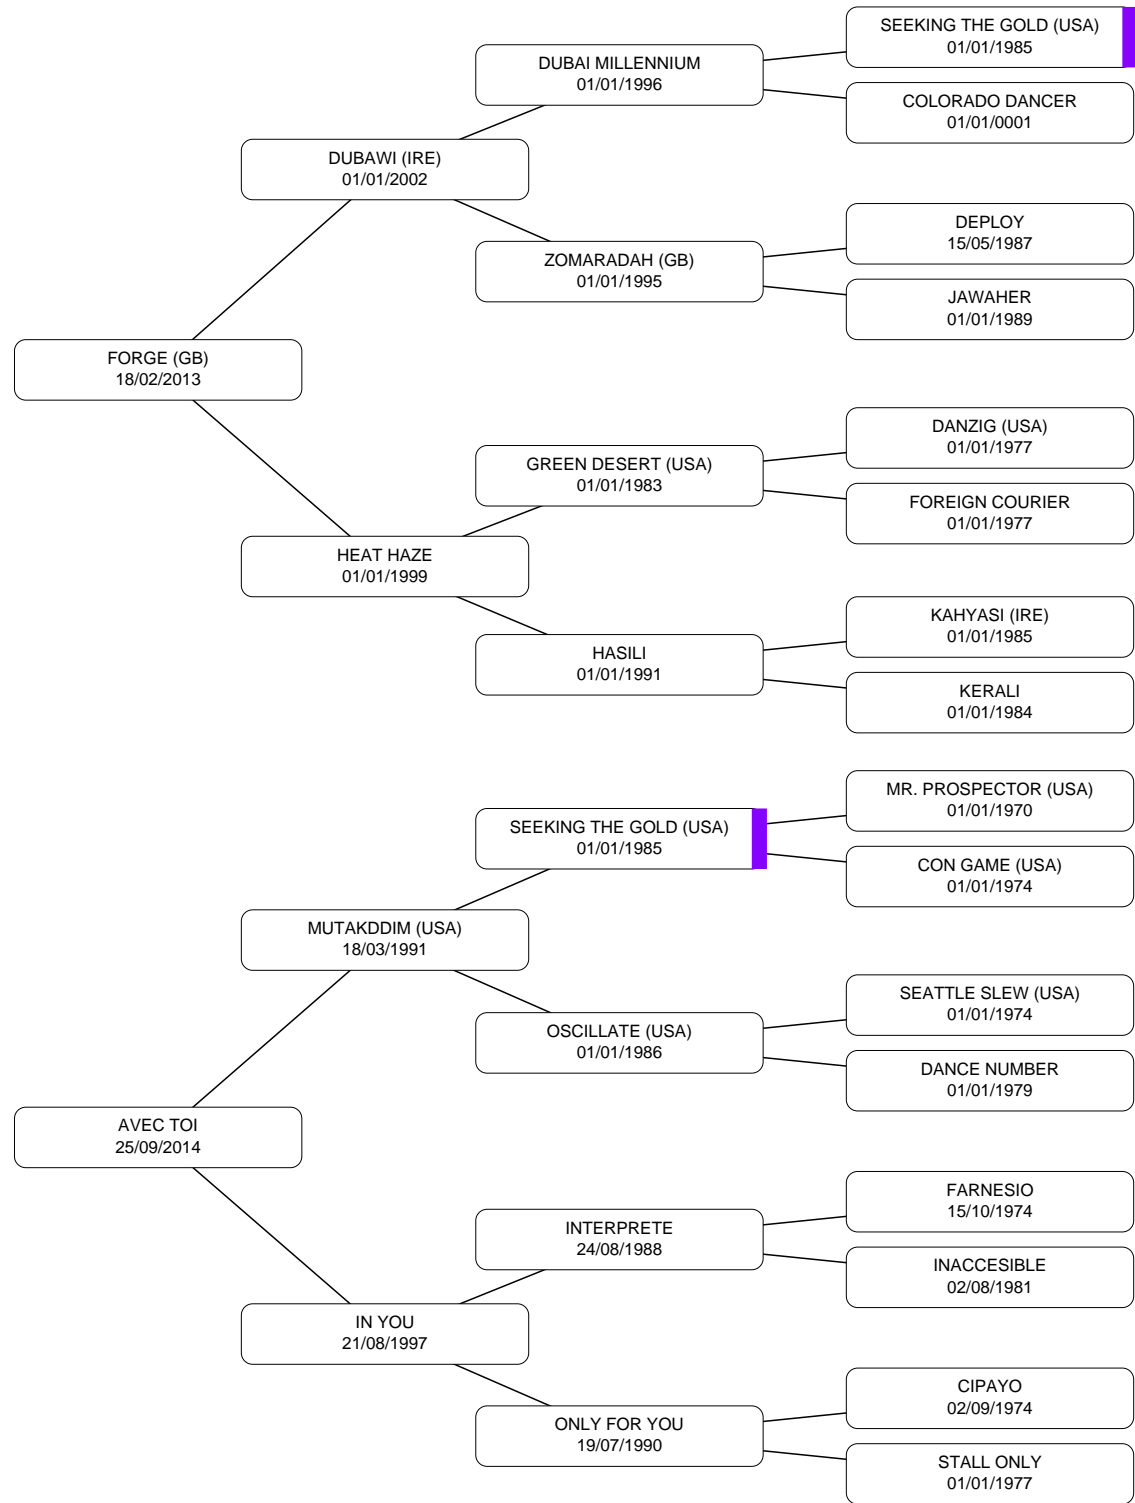 SEEKING THE GOLD (USA)
01/01/1985
DUBAI MILLENNIUM
01/01/1996
COLORADO DANCER
01/01/0001
DUBAWI (IRE)
01/01/2002
DEPLOY
15/05/1987
ZOMARADAH (GB)
01/01/1995
JAWAHER
01/01/1989
FORGE (GB)
18/02/2013
DANZIG (USA)
01/01/1977
GREEN DESERT (USA)
01/01/1983
FOREIGN COURIER
01/01/1977
HEAT HAZE
01/01/1999
KAHYASI (IRE)
01/01/1985
HASILI
01/01/1991
KERALI
01/01/1984
MR. PROSPECTOR (USA)
01/01/1970
SEEKING THE GOLD (USA)
01/01/1985
CON GAME (USA)
01/01/1974
MUTAKDDIM (USA)
18/03/1991
SEATTLE SLEW (USA)
01/01/1974
OSCILLATE (USA)
01/01/1986
DANCE NUMBER
01/01/1979
AVEC TOI
25/09/2014
FARNESIO
15/10/1974
INTERPRETE
24/08/1988
INACCESIBLE
02/08/1981
IN YOU
21/08/1997
CIPAYO
02/09/1974
ONLY FOR YOU
19/07/1990
STALL ONLY
01/01/1977